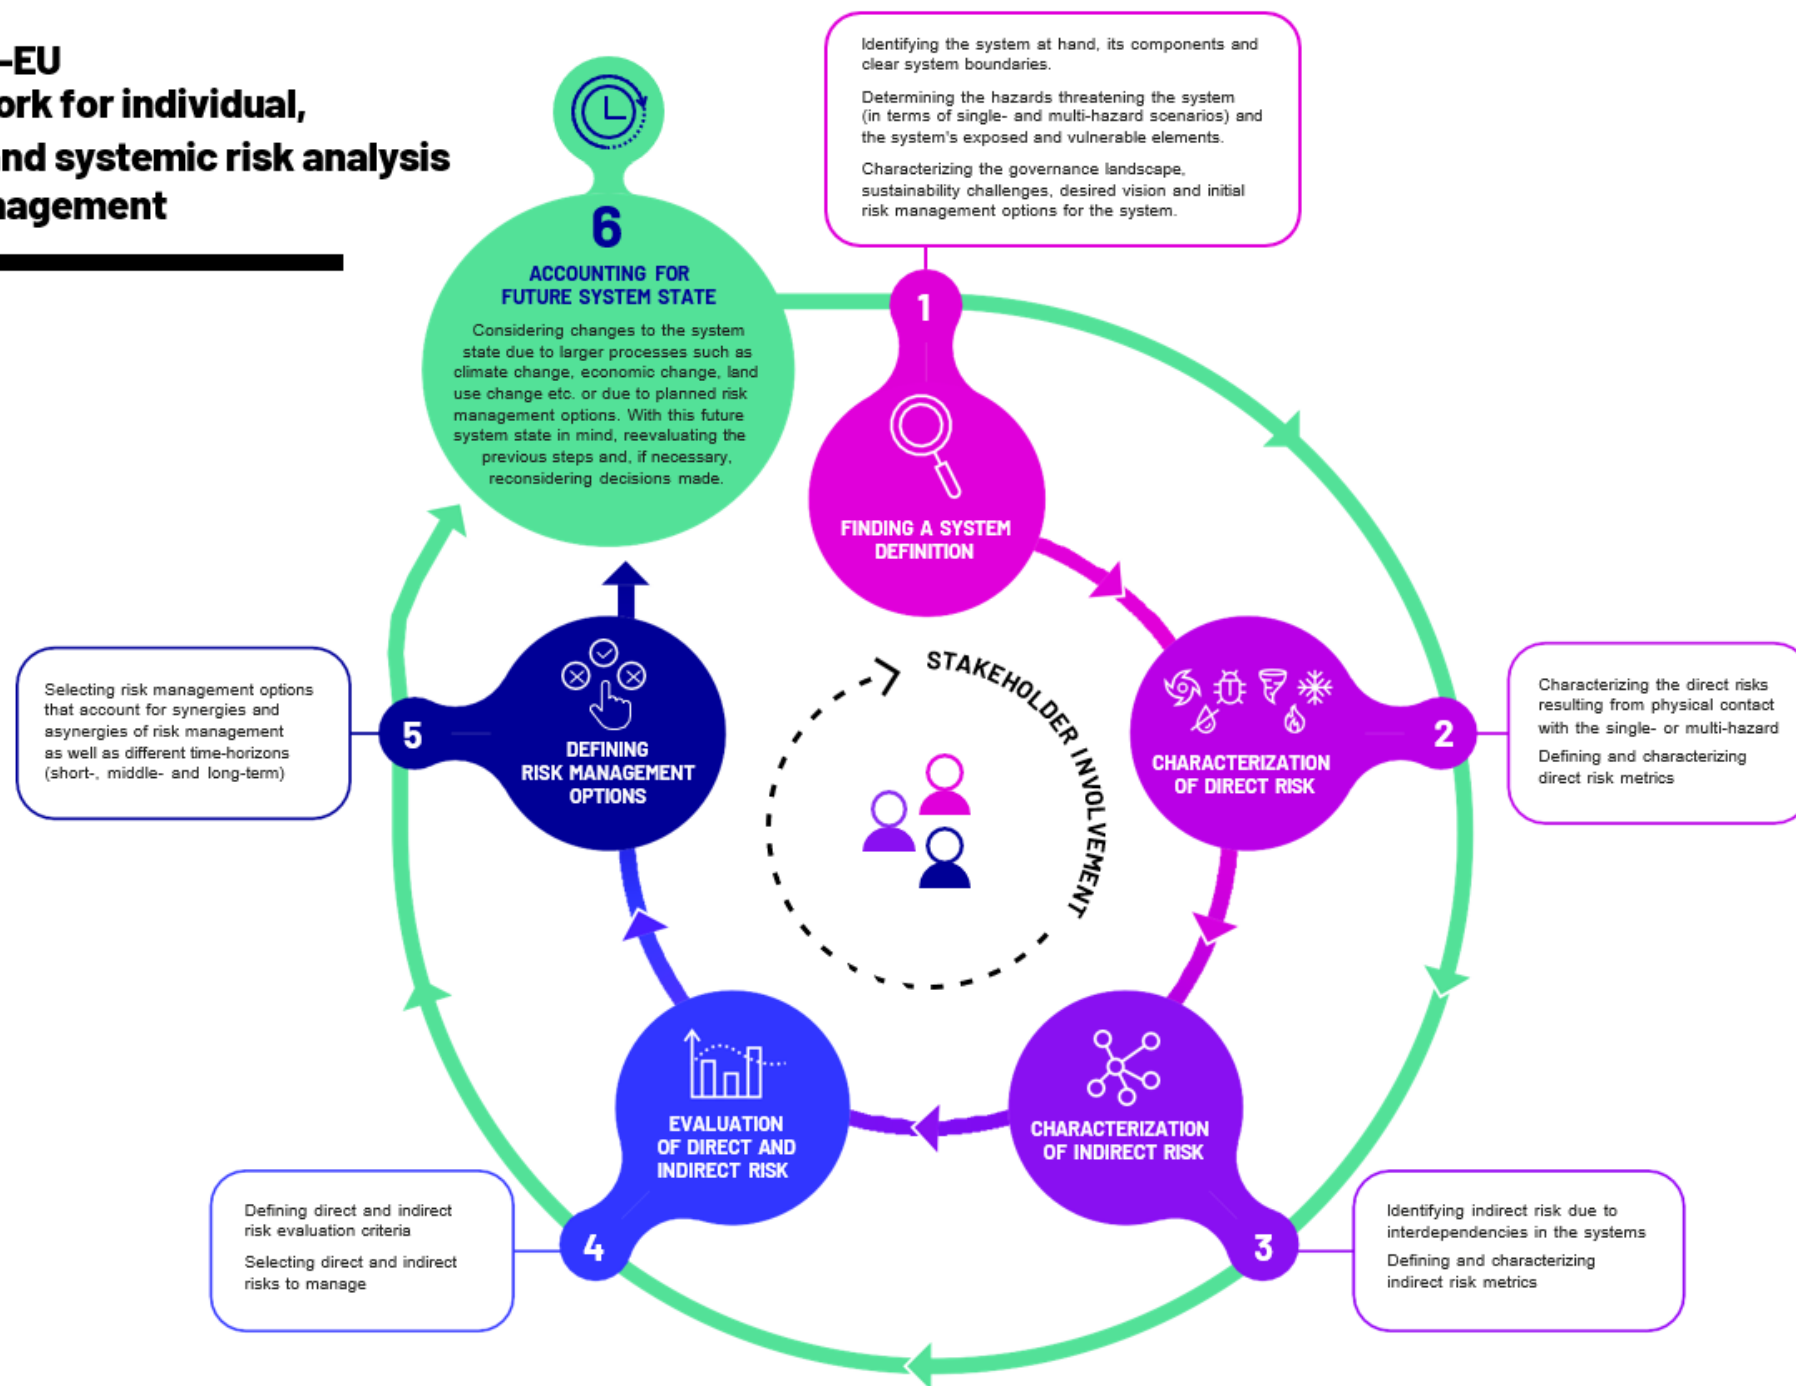 -EU
ork for individual,
nd systemic risk analysis
nagement
Identifying the system at hand, its components and
clear system boundaries.
Determining the hazards threatening the system
(in terms of single- and multi-hazard scenarios) and
the system's exposed and vulnerable elements.
Characterizing the governance landscape,
sustainability challenges, desired vision and initial
risk management options for the system.
6
ACCOUNTING FOR
FUTURE SYSTEM STATE
Considering changes to the system
state due to larger processes such as
climate change, economic change, land
use change etc. or due to planned risk
management options. With this future
system state in mind, reevaluating the
previous steps and, if necessary,
reconsidering decisions made.
1
FINDING A SYSTEM
DEFINITION
2
CHARACTERIZATION
OF DIRECT RISK
Characterizing the direct risks
resulting from physical contact
with the single- or multi-hazard
Defining and characterizing
direct risk metrics
STAKEHOLDER INVOLVEMENT
Selecting risk management options
that account for synergies and
asynergies of risk management
as well as different time-horizons
(short-, middle- and long-term)
5
DEFINING
RISK MANAGEMENT
OPTIONS
EVALUATION
OF DIRECT AND
INDIRECT RISK
4
Defining direct and indirect
risk evaluation criteria
Selecting direct and indirect
risks to manage
CHARACTERIZATION
OF INDIRECT RISK
3
Identifying indirect risk due to
interdependencies in the systems
Defining and characterizing
indirect risk metrics